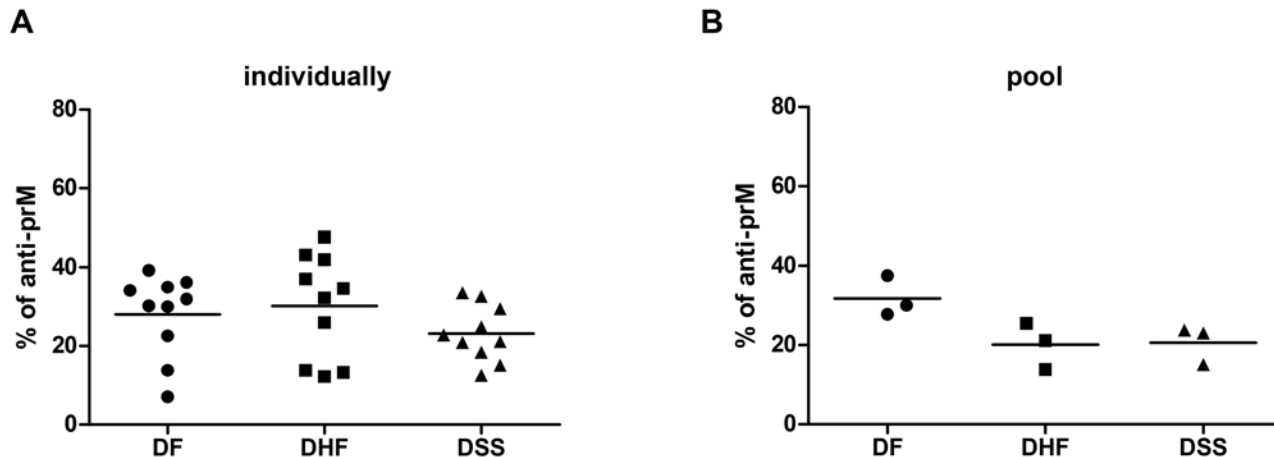 A
individually
% of anti-prM
80
60
40
20
0
DF DHF DSS
B
pool
% of anti-prM
80
60
40
20
0
DF DHF DSS